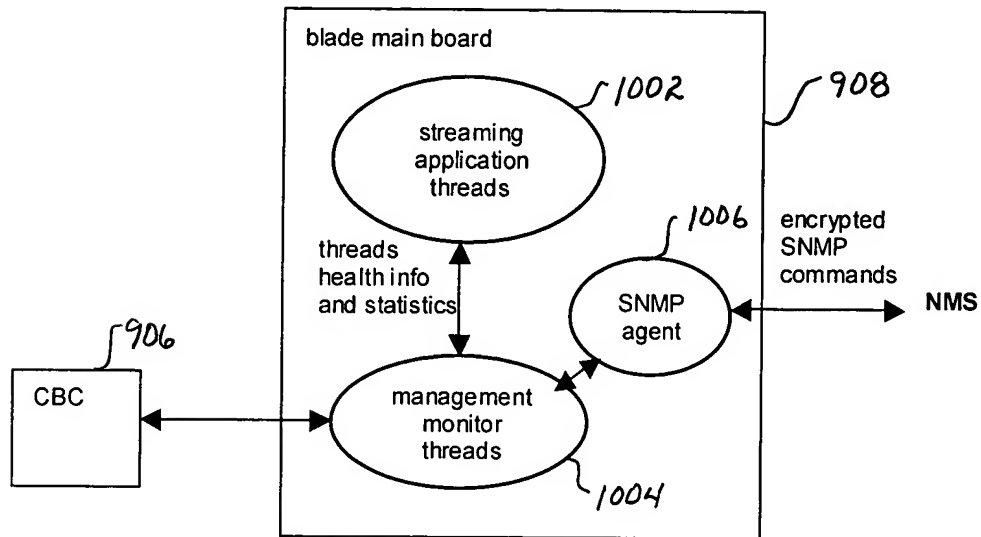 blade main board
1002
908
streaming
application
threads
1006
encrypted
SNMP
commands
threads
health info
and statistics
SNMP
agent
NMS
906
CBC
management
monitor
threads
1004